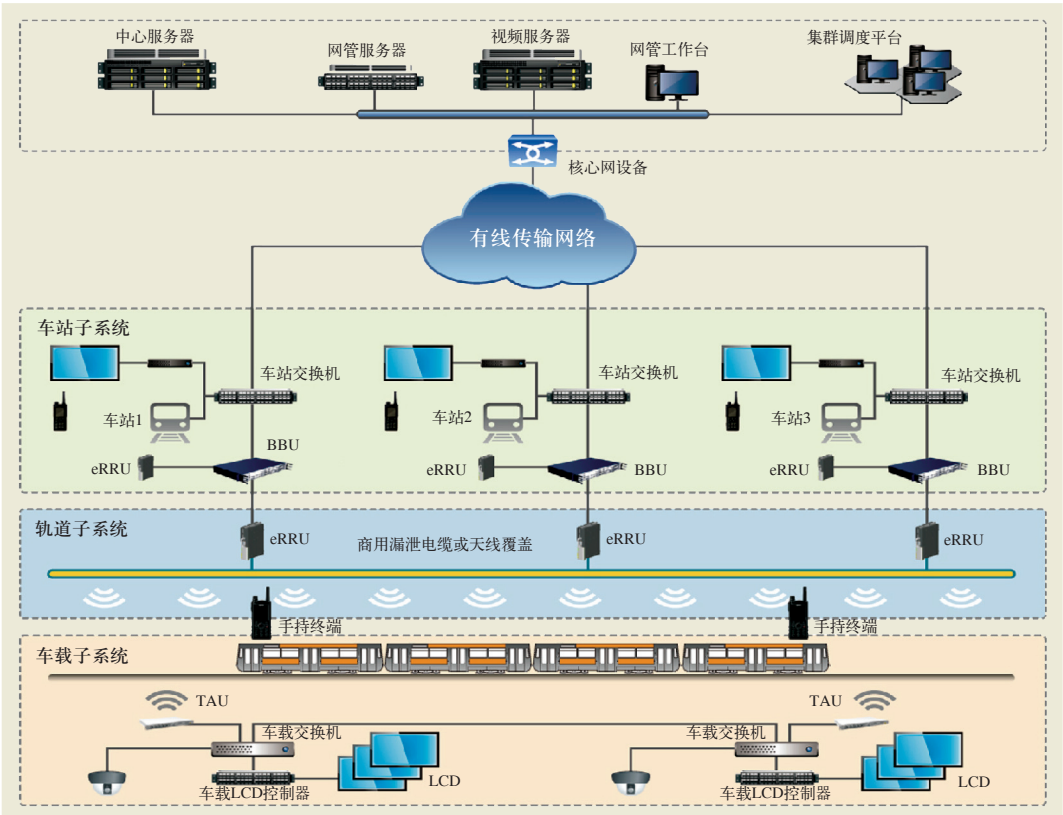 中心服务器
网管服务器
视频服务器
网管工作台
集群调度平台
核心网设备
有线传输网络
车站子系统
车站交换机
车站交换机
车站交换机
车站1
车站2
车站3
BBU
eRRU
eRRU
BBU
eRRU
BBU
轨道子系统
eRRU
商用漏泄电缆或天线覆盖
eRRU
eRRU
手持终端
手持终端
车载子系统
TAU
TAU
车载交换机
车载交换机
LCD
LCD
车载LCD控制器
车载LCD控制器